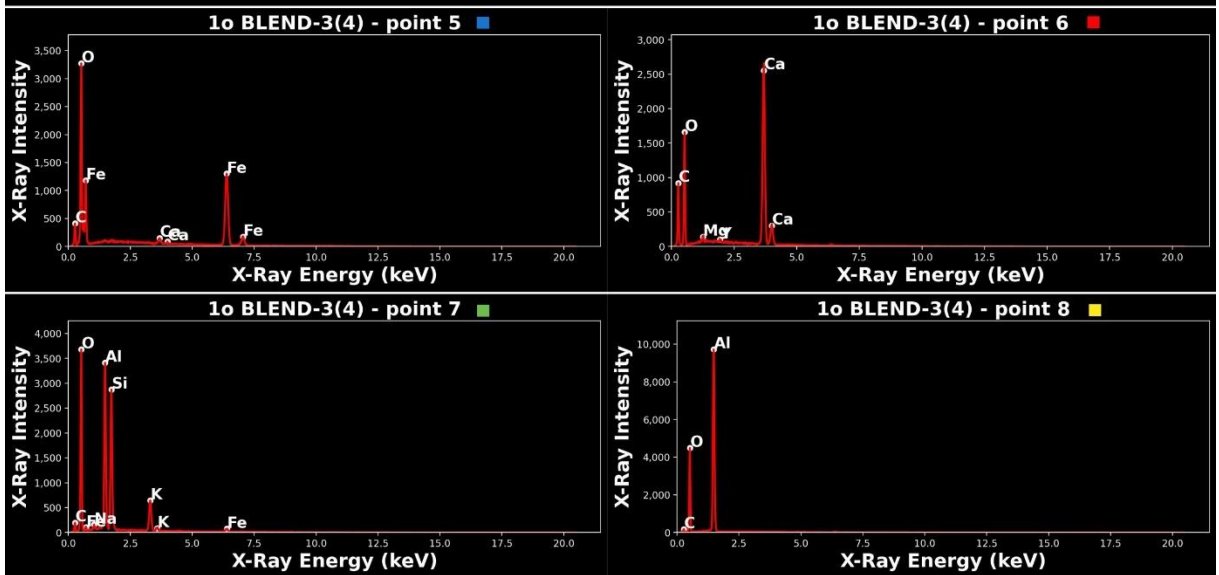 1o BLEND-3(4) - point 5
X-Ray Intensity
3,500
3,000
2,500
2,000
1,500
1,000
500
0
O
Fe
C
Ca
Ca
Fe
Fe
0.0 2.5 5.0 7.5 10.0 12.5 15.0 17.5 20.0
X-Ray Energy (keV)
1o BLEND-3(4) - point 6
X-Ray Intensity
3,000
2,500
2,000
1,500
1,000
500
0
Ca
O
C
Ca
Mg
Y
0.0 2.5 5.0 7.5 10.0 12.5 15.0 17.5 20.0
X-Ray Energy (keV)
1o BLEND-3(4) - point 7
X-Ray Intensity
4,000
3,500
3,000
2,500
2,000
1,500
1,000
500
0
O
Al
Si
K
C
Fe
Na
K
Fe
0.0 2.5 5.0 7.5 10.0 12.5 15.0 17.5 20.0
X-Ray Energy (keV)
1o BLEND-3(4) - point 8
X-Ray Intensity
10,000
8,000
6,000
4,000
2,000
0
Al
O
C
0.0 2.5 5.0 7.5 10.0 12.5 15.0 17.5 20.0
X-Ray Energy (keV)